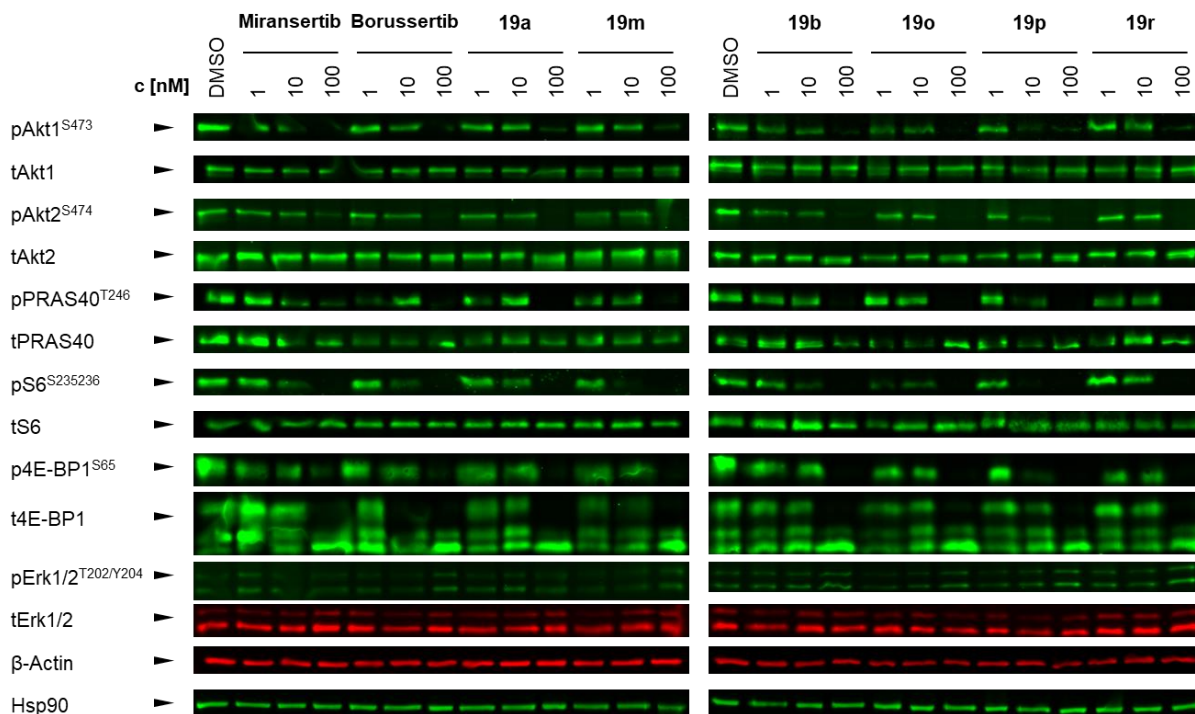 Miransertib Borussertib 19a 19m 19b 19o 19p 19r
c [nM] DMSO 1 10 100 1 10 100 1 10 100 1 10 100 DMSO 1 10 100 1 10 100 1 10 100 1 10 100
pAkt1S473
tAkt1
pAkt2S474
tAkt2
pPRAS40T246
tPRAS40
pS6S235236
tS6
p4E-BP1S65
t4E-BP1
pErk1/2T202/Y204
tErk1/2
β-Actin
Hsp90